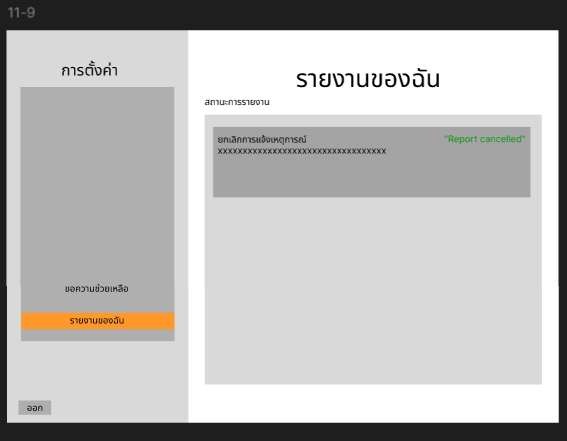 11-9
การตั้งค่า
ขอความช่วยเหลือ
รายงานของฉัน
ออก
รายงานของฉัน
สถานะการรายงาน
ยกเลิกการแจ้งเหตุการณ์
"Report cancelled"
xxxxxxxxxxxxxxxxxxxxxxxxxxxxxxxxxx